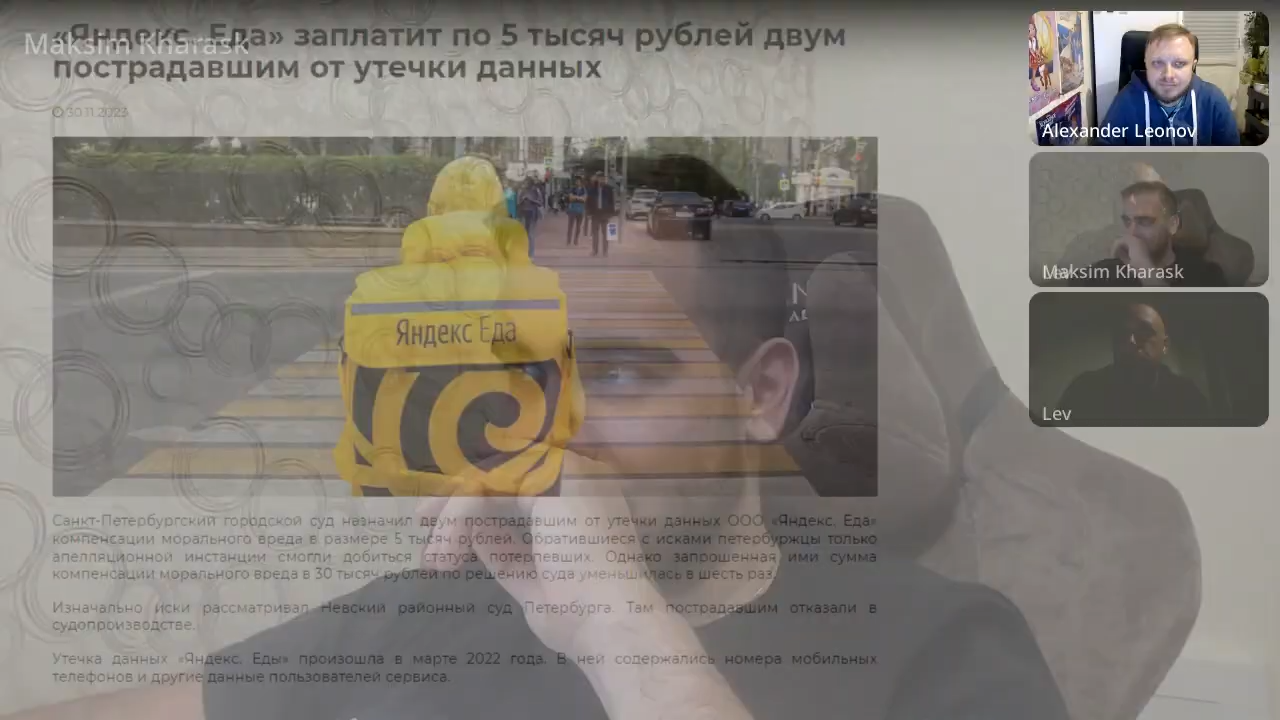 «Яндекс. Еда» заплатит по 5 тысяч рублей двум
пострадавшим от утечки данных
Maksim Kharask
30.11.2023
Яндекс Еда
Санкт-Петербургский городской суд назначил двум пострадавшим от утечки данных ООО «Яндекс. Еда»
компенсации морального вреда в размере 5 тысяч рублей. Обратившиеся с исками петербуржцы только
апелляционной инстанции смогли добиться статуса потерпевших. Однако запрошенная ими сумма
компенсации морального вреда в 30 тысяч рублей по решению суда уменьшилась в шесть раз.
Изначально иски рассматривал Невский районный суд Петербурга. Там пострадавшим отказали в
судопроизводстве.
Утечка данных «Яндекс. Еды» произошла в марте 2022 года. В ней содержались номера мобильных
телефонов и другие данные пользователей сервиса.
Alexander Leonov
Maksim Kharask
Lev